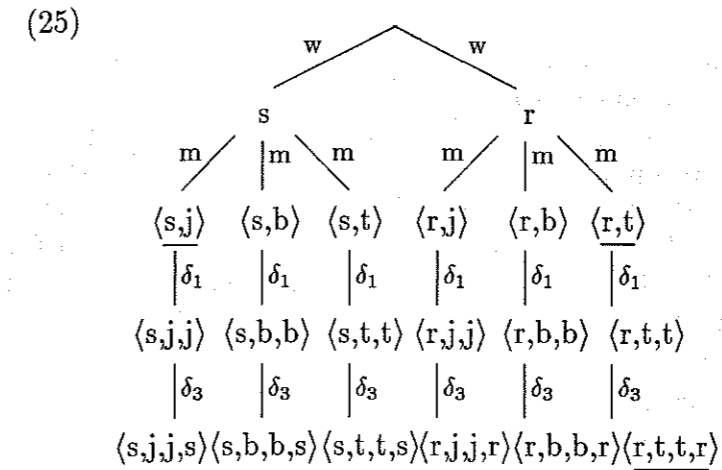 (25)
w w
s r
m m m m m m
⟨s,j⟩ ⟨s,b⟩ ⟨s,t⟩ ⟨r,j⟩ ⟨r,b⟩ ⟨r,t⟩
δ₁ δ₁ δ₁ δ₁ δ₁ δ₁
⟨s,j,j⟩ ⟨s,b,b⟩ ⟨s,t,t⟩ ⟨r,j,j⟩ ⟨r,b,b⟩ ⟨r,t,t⟩
δ₃ δ₃ δ₃ δ₃ δ₃ δ₃
⟨s,j,j,s⟩⟨s,b,b,s⟩⟨s,t,t,s⟩⟨r,j,j,r⟩⟨r,b,b,r⟩⟨r,t,t,r⟩